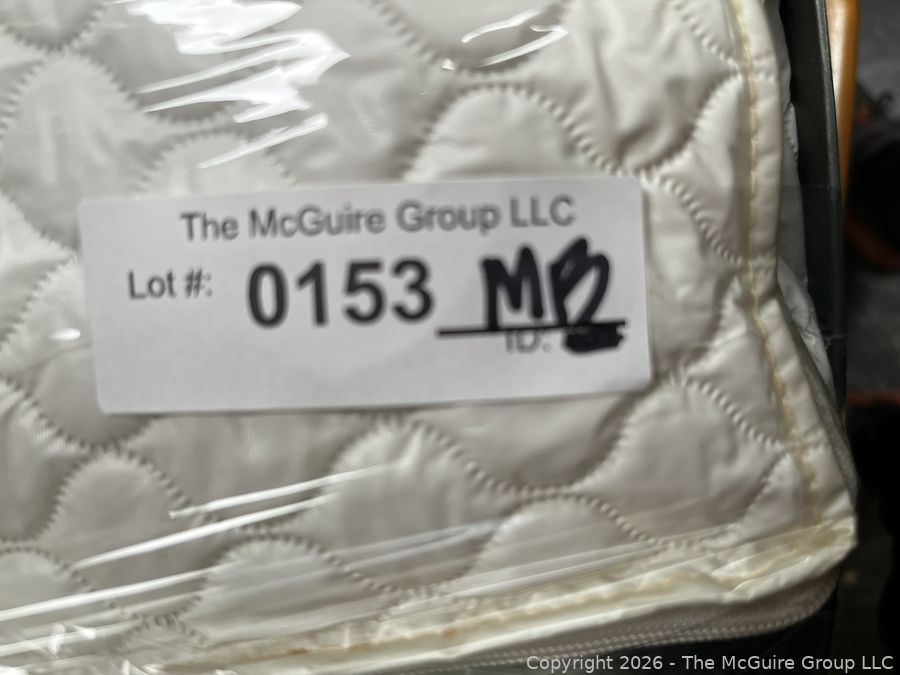 The McGuire Group LLC
Lot #: 0153 MB
ID:
Copyright © 2026 - The McGuire Group LLC